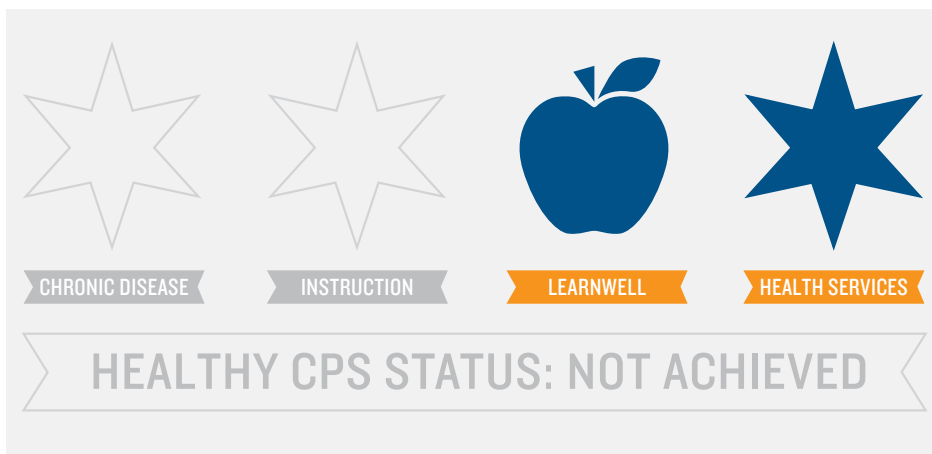 CHRONIC DISEASE
INSTRUCTION
LEARNWELL
HEALTH SERVICES
HEALTHY CPS STATUS: NOT ACHIEVED